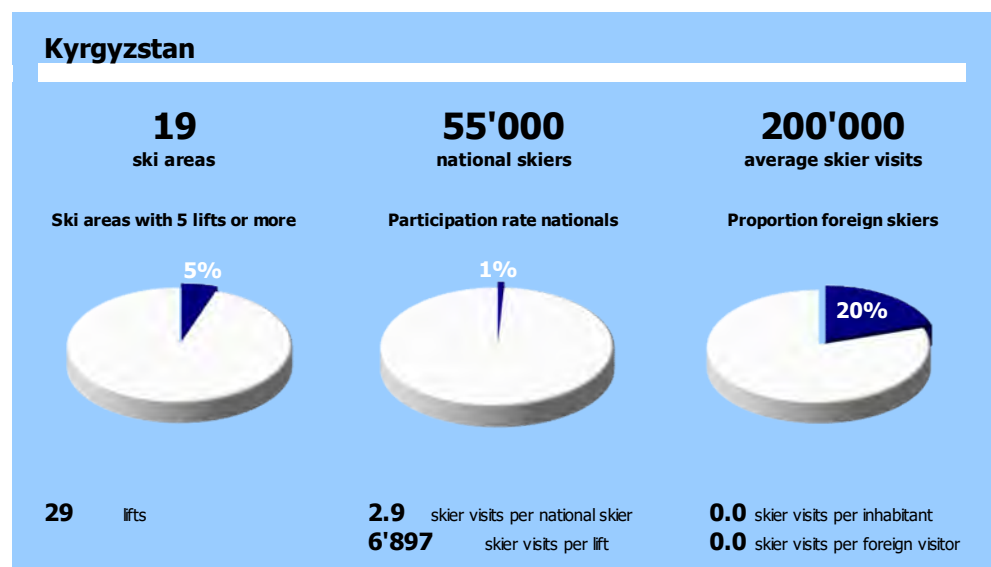 Kyrgyzstan
19
ski areas
55'000
national skiers
200'000
average skier visits
Ski areas with 5 lifts or more
Participation rate nationals
Proportion foreign skiers
5%
1%
20%
29 lifts
2.9 skier visits per national skier
6'897 skier visits per lift
0.0 skier visits per inhabitant
0.0 skier visits per foreign visitor